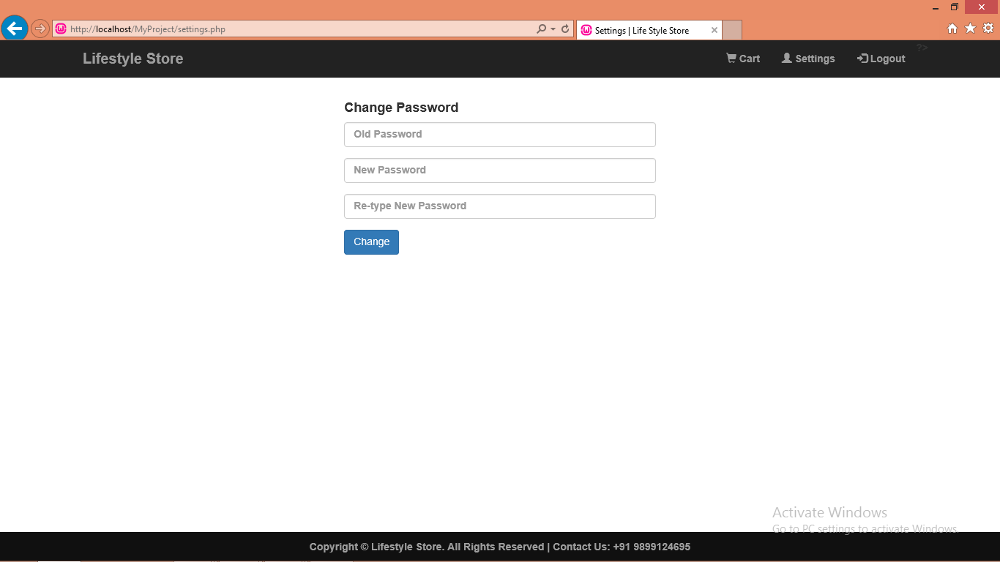 http://localhost/MyProject/settings.php
Settings | Life Style Store
Lifestyle Store
Cart
Settings
Logout
?>
Change Password
Old Password
New Password
Re-type New Password
Change
Activate Windows
Go to PC settings to activate Windows.
Copyright © Lifestyle Store. All Rights Reserved | Contact Us: +91 9899124695